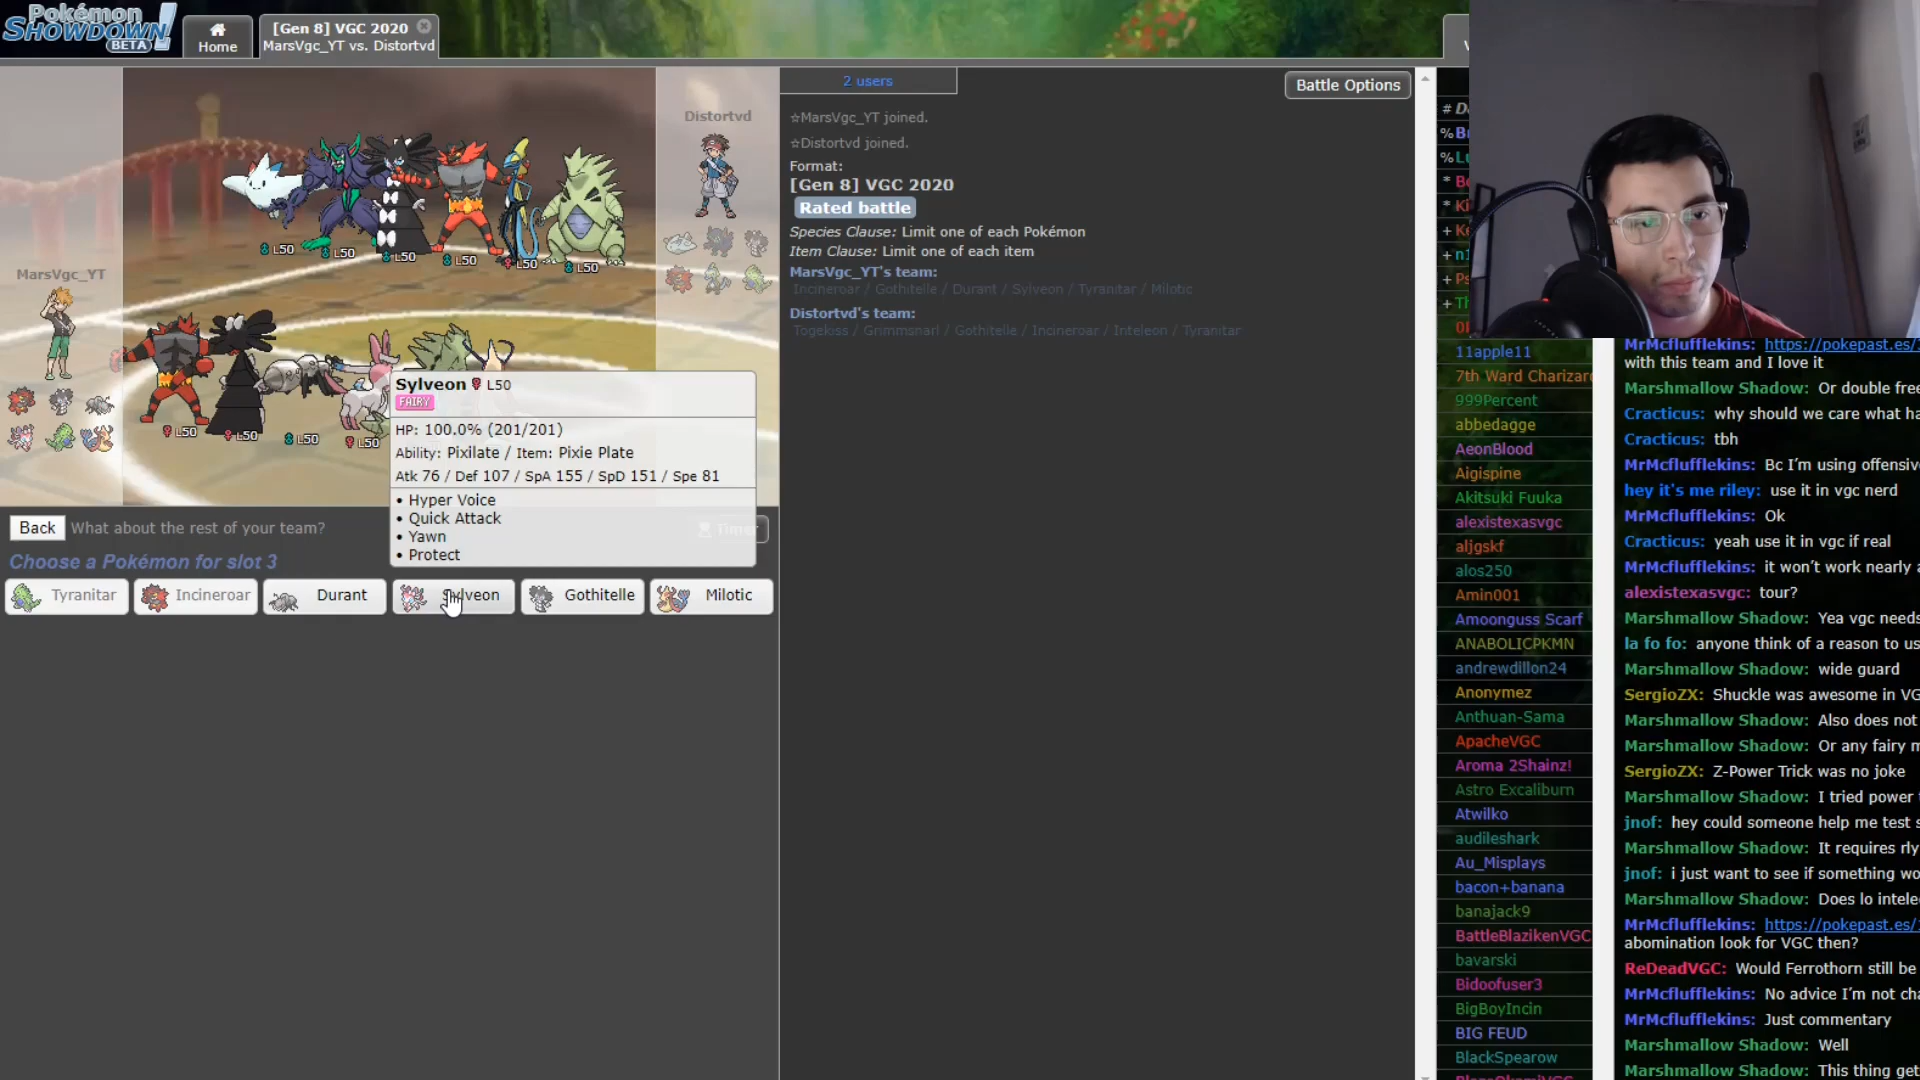 Pokémon
SHOWDOWN!
BETA
Home
[Gen 8] VGC 2020
MarsVgc_YT vs. Distortvd
MarsVgc_YT
Distortvd
L50
L50
L50
L50
L50
L50
L50
L50
L50
L50
Sylveon L50
FAIRY
HP: 100.0% (201/201)
Ability: Pixilate / Item: Pixie Plate
Atk 76 / Def 107 / SpA 155 / SpD 151 / Spe 81
• Hyper Voice
• Quick Attack
• Yawn
• Protect
Back What about the rest of your team?
Timer
Choose a Pokémon for slot 3
Tyranitar Incineroar Durant Sylveon Gothitelle Milotic
2 users
Battle Options
☆MarsVgc_YT joined.
☆Distortvd joined.
Format:
[Gen 8] VGC 2020
Rated battle
Species Clause: Limit one of each Pokémon
Item Clause: Limit one of each item
MarsVgc_YT's team:
Incineroar / Gothitelle / Durant / Sylveon / Tyranitar / Milotic
Distortvd's team:
Togekiss / Grimmsnarl / Gothitelle / Incineroar / Inteleon / Tyranitar
11apple11
7th Ward Charizard
999Percent
abbedagge
AeonBlood
Aigispine
Akitsuki Fuuka
alexistexasvgc
aljgskf
alos250
Amin001
Amoonguss Scarf
ANABOLICPKMN
andrewdillon24
Anonymez
Anthuan-Sama
ApacheVGC
Aroma 2Shainz!
Astro Excaliburn
Atwilko
audileshark
Au_Misplays
bacon+banana
banajack9
BattleBlazikenVGC
bavarski
Bidoofuser3
BigBoyIncin
BIG FEUD
BlackSpearow
MrMcflufflekins: https://pokepast.es/
with this team and I love it
Marshmallow Shadow: Or double free
Cracticus: why should we care what ha
Cracticus: tbh
MrMcflufflekins: Bc I'm using offensiv
hey it's me riley: use it in vgc nerd
MrMcflufflekins: Ok
Cracticus: yeah use it in vgc if real
MrMcflufflekins: it won't work nearly a
alexistexasvgc: tour?
Marshmallow Shadow: Yea vgc needs
la fo fo: anyone think of a reason to us
Marshmallow Shadow: wide guard
SergioZX: Shuckle was awesome in VG
Marshmallow Shadow: Also does not
Marshmallow Shadow: Or any fairy m
SergioZX: Z-Power Trick was no joke
Marshmallow Shadow: I tried power t
jnof: hey could someone help me test s
Marshmallow Shadow: It requires rly
jnof: i just want to see if something wo
Marshmallow Shadow: Does lo intele
MrMcflufflekins: https://pokepast.es/
abomination look for VGC then?
ReDeadVGC: Would Ferrothorn still be
MrMcflufflekins: No advice I'm not cha
MrMcflufflekins: Just commentary
Marshmallow Shadow: Well
Marshmallow Shadow: This thing get